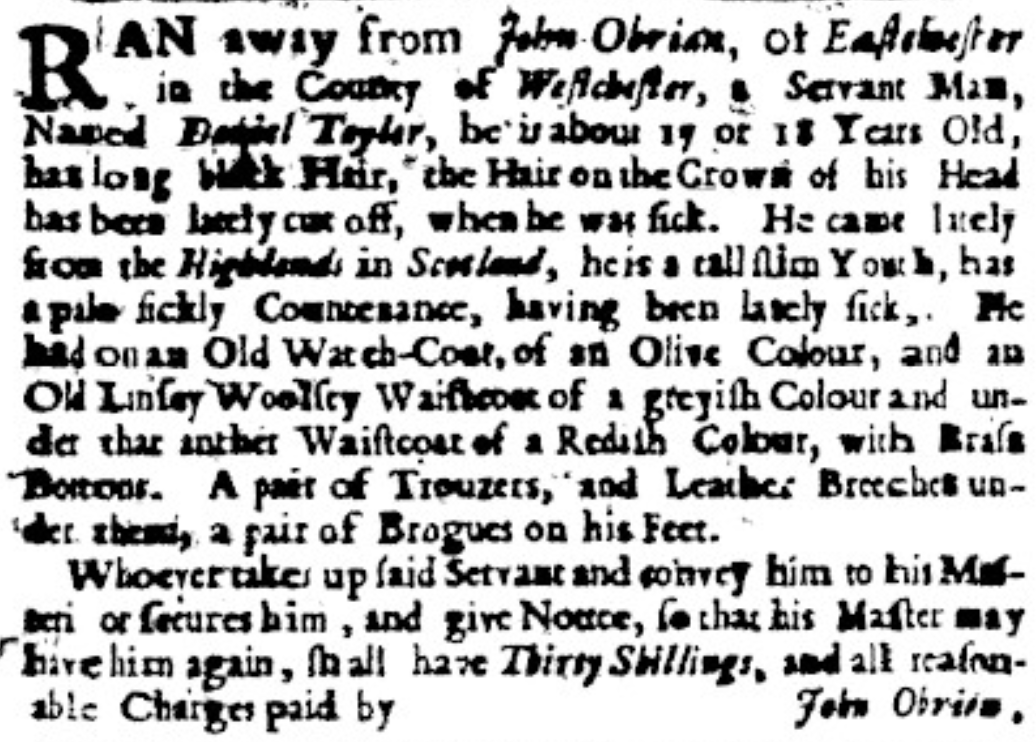 RAN away from John Obrian, of Eastchester
in the County of Westchester, a Servant Man,
Named Daniel Taylor, he is about 17 or 18 Years Old,
has long black Hair, the Hair on the Crown of his Head
has been lately cut off, when he was ſick. He came lately
from the Highlands in Scotland, he is a tall ſlim Youth, has
a pale ſickly Countenance, having been lately ſick,. He
had on an Old Watch-Coat, of an Olive Colour, and an
Old Linſey Woolſey Waiſtcoat of a greyiſh Colour and un-
der that anther Waiſtcoat of a Rediſh Colour, with Braſs
Bottons. A pair of Trouzers, and Leather Breeches un-
der them, a pair of Brogues on his Feet.
Whoever takes up ſaid Servant and convey him to his Maſ-
or ſecures him, and give Notice, ſo that his Maſter may
have him again, ſhall have Thirty Shillings, and all reaſon-
able Charges paid by John Obrian.